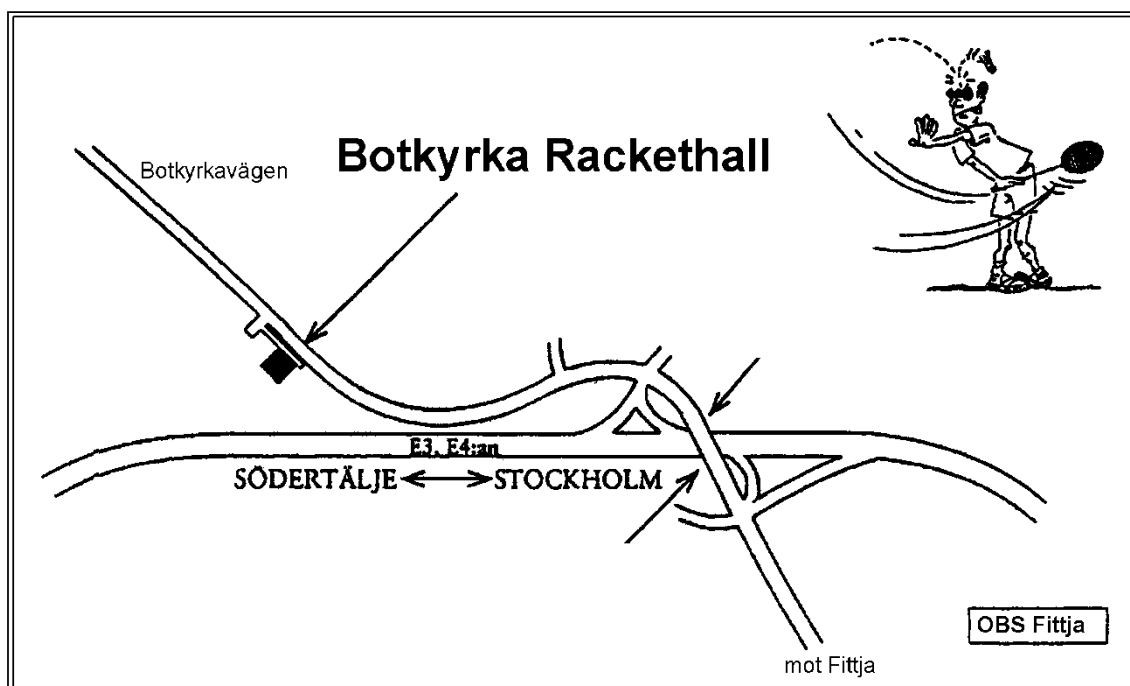 Botkyrka Rackethall
Botkyrkavägen
E3, E4:an
SÖDERTÄLJE STOCKHOLM
OBS Fittja
mot Fittja